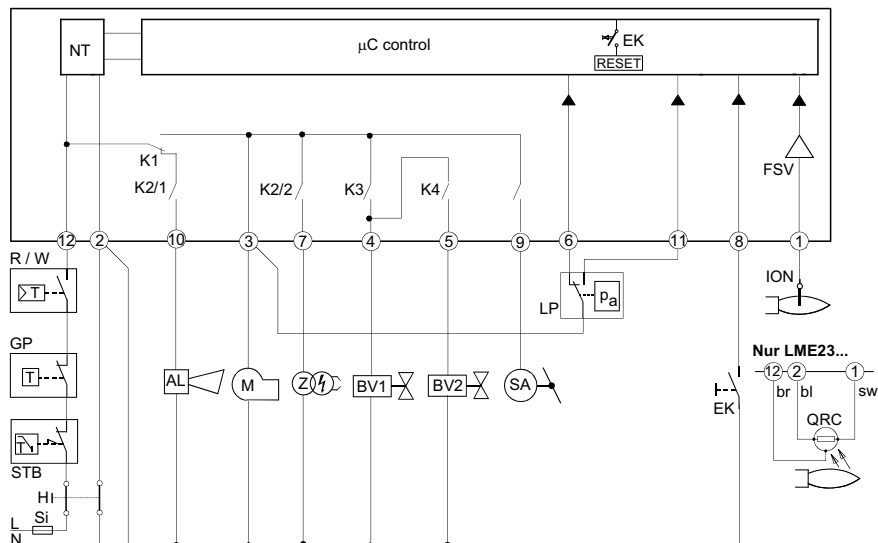 NT
µC control
EK
RESET
K1
K2/1
K2/2
K3
K4
FSV
12 2 10 3 7 4 5 9 6 11 8 1
R / W
T
LP
pa
ION
GP
T
AL
M
Z
BV1
BV2
SA
EK
Nur LME23...
12 2 1
br bl sw
QRC
T
STB
H
L Si
N